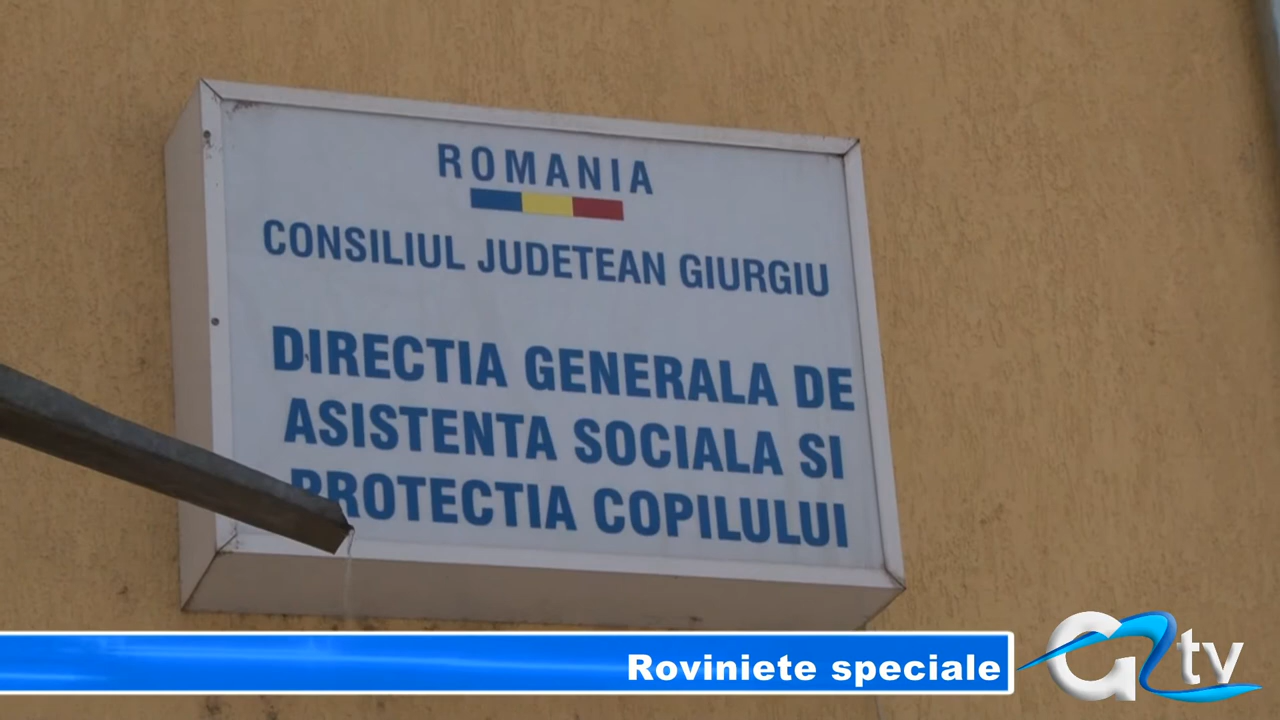 ROMANIA
CONSILIUL JUDETEAN GIURGIU
DIRECTIA GENERALA DE
ASISTENTA SOCIALA SI
PROTECTIA COPILULUI
Roviniete speciale
tv